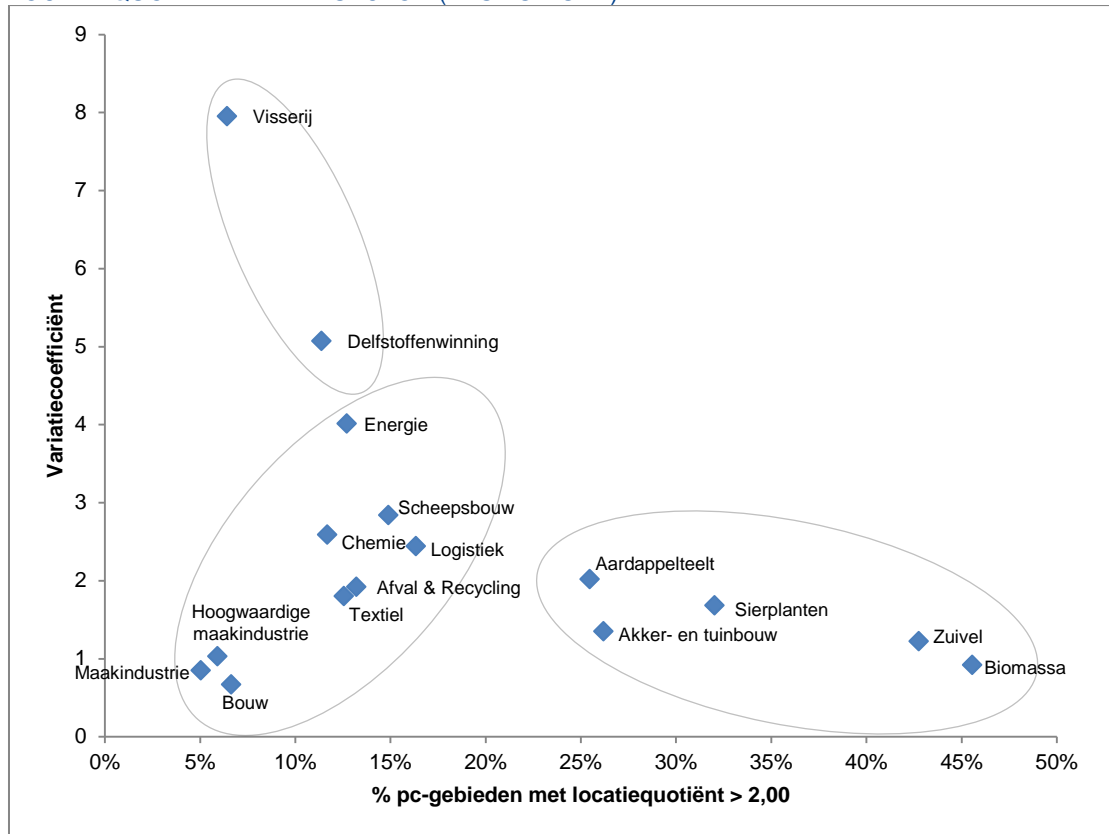 9
8
7
6
5
4
3
2
1
0
Variatiecoefficiënt
Visserij
Delfstoffenwinning
Energie
Scheepsbouw
Chemie
Logistiek
Afval & Recycling
Textiel
Hoogwaardige
maakindustrie
Maakindustrie
Bouw
Aardappelteelt
Sierplanten
Akker- en tuinbouw
Zuivel
Biomassa
0% 5% 10% 15% 20% 25% 30% 35% 40% 45% 50%
% pc-gebieden met locatiequotiënt > 2,00